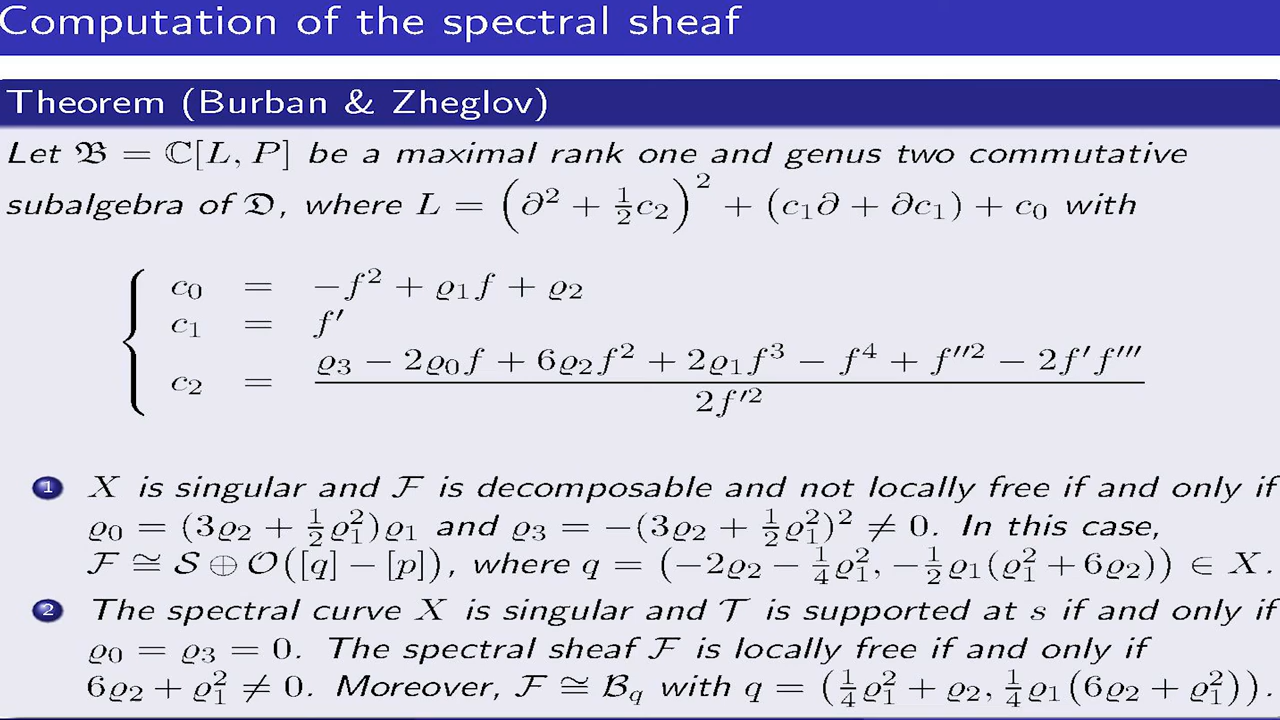 Computation of the spectral sheaf
Theorem (Burban & Zheglov)
Let 𝔅 = ℂ[L, P] be a maximal rank one and genus two commutative
subalgebra of 𝔇, where L = (∂² + ½c₂)² + (c₁∂ + ∂c₁) + c₀ with
c₀ = −f² + ϱ₁f + ϱ₂
c₁ = f′
c₂ = (ϱ₃ − 2ϱ₀f + 6ϱ₂f² + 2ϱ₁f³ − f⁴ + f″² − 2f′f‴) / 2f′²
1 X is singular and ℱ is decomposable and not locally free if and only if
ϱ₀ = (3ϱ₂ + ½ϱ₁²)ϱ₁ and ϱ₃ = −(3ϱ₂ + ½ϱ₁²)² ≠ 0. In this case,
ℱ ≅ 𝒮 ⊕ 𝒪([q] − [p]), where q = (−2ϱ₂ − ¼ϱ₁², −½ϱ₁(ϱ₁² + 6ϱ₂)) ∈ X.
2 The spectral curve X is singular and 𝒯 is supported at s if and only if
ϱ₀ = ϱ₃ = 0. The spectral sheaf ℱ is locally free if and only if
6ϱ₂ + ϱ₁² ≠ 0. Moreover, ℱ ≅ ℬ_q with q = (¼ϱ₁² + ϱ₂, ¼ϱ₁(6ϱ₂ + ϱ₁²)).